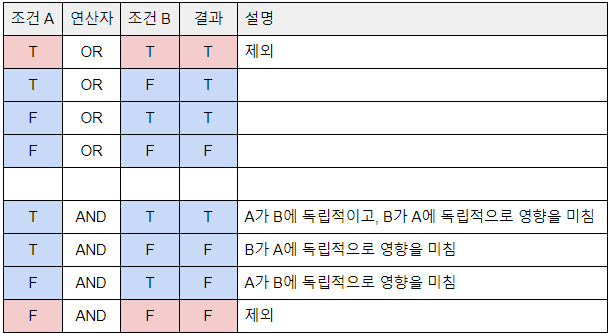 조건 A 연산자 조건 B 결과 설명
T OR T T 제외
T OR F T
F OR T T
F OR F F
T AND T T A가 B에 독립적이고, B가 A에 독립적으로 영향을 미침
T AND F F B가 A에 독립적으로 영향을 미침
F AND T F A가 B에 독립적으로 영향을 미침
F AND F F 제외